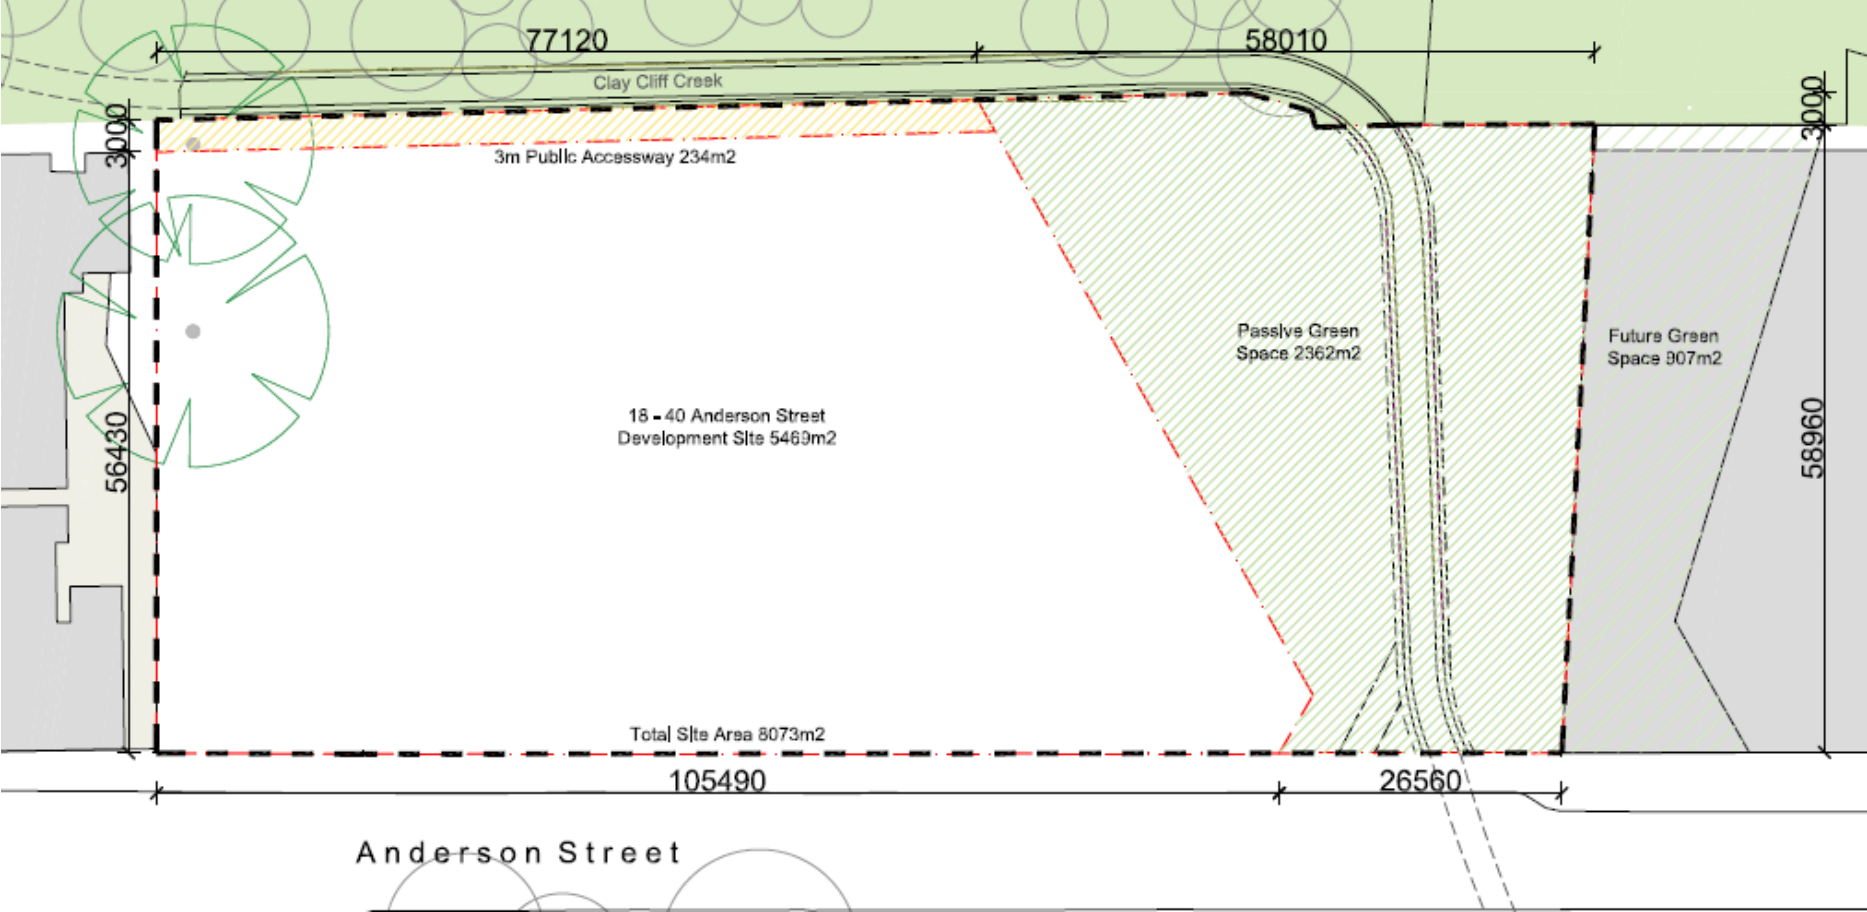 77120
58010
Clay Cliff Creek
3000
3000
3m Public Accessway 234m2
Passive Green
Space 2362m2
Future Green
Space 907m2
18 - 40 Anderson Street
Development Site 5469m2
56430
58960
Total Site Area 8073m2
105490
26560
Anderson Street